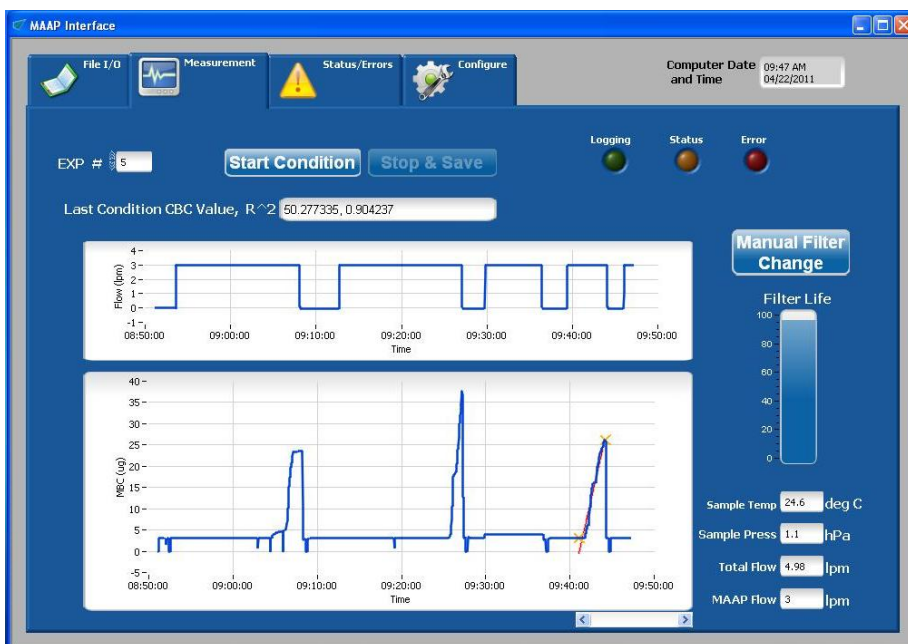 MAAP Interface
File I/O
Measurement
Status/Errors
Configure
Computer Date and Time
09:47 AM
04/22/2011
EXP # 5
Start Condition
Stop & Save
Logging
Status
Error
Last Condition CBC Value, R^2 50.277335, 0.904237
Manual Filter
Change
Filter Life
100
80
60
40
20
0
Flow (lpm)
4
3
2
1
0
-1
08:50:00 09:00:00 09:10:00 09:20:00 09:30:00 09:40:00 09:50:00
Time
MBC (ug)
40
35
30
25
20
15
10
5
0
-5
08:50:00 09:00:00 09:10:00 09:20:00 09:30:00 09:40:00 09:50:00
Time
Sample Temp 24.6 deg C
Sample Press 1.1 hPa
Total Flow 4.98 lpm
MAAP Flow 3 lpm